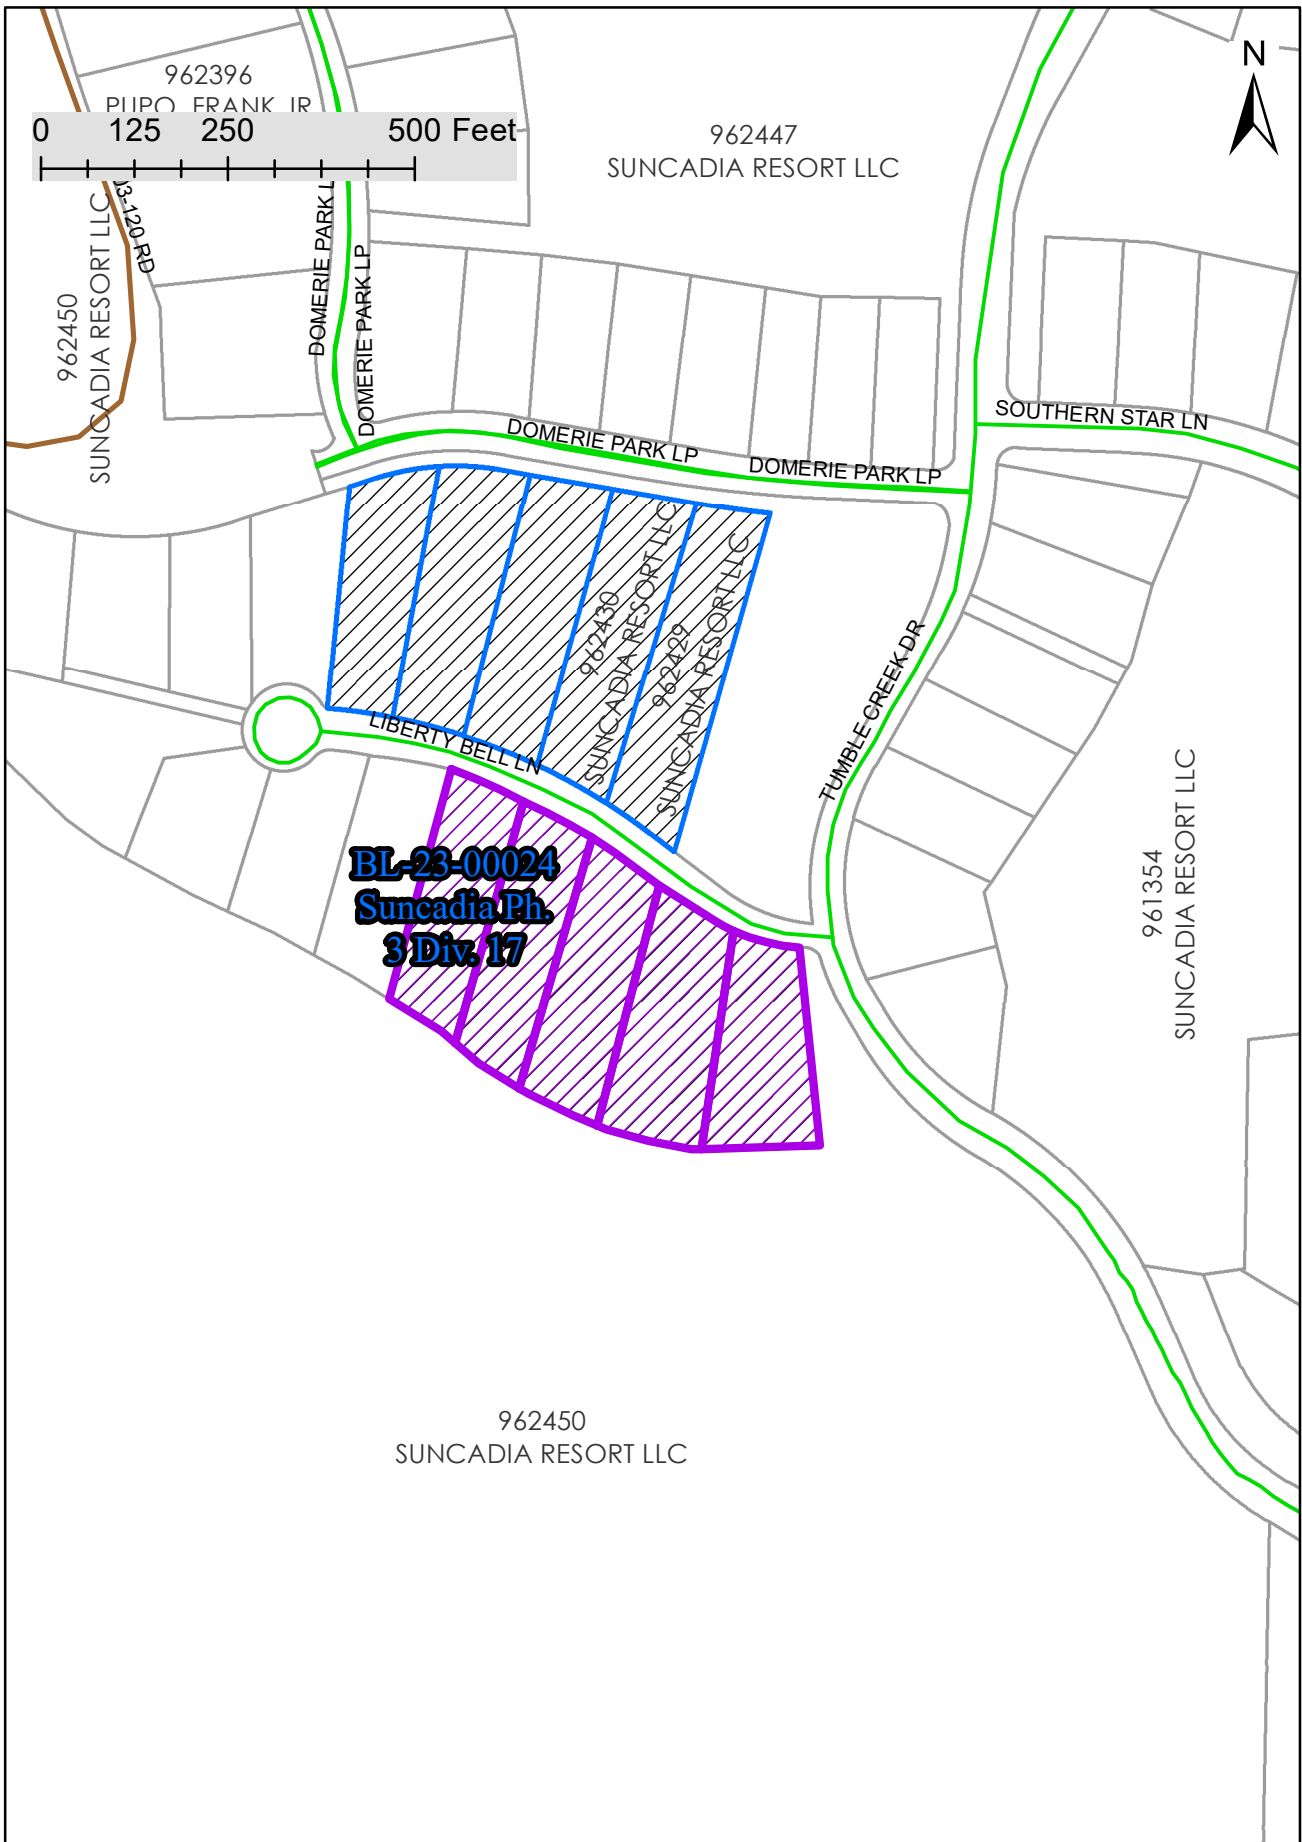 N
962396
PUPO FRANK JR
0 125 250 500 Feet
962447
SUNCADIA RESORT LLC
03-120 RD
962450
SUNCADIA RESORT LLC
DOMERIE PARK L
DOMERIE PARK LP
DOMERIE PARK LP
DOMERIE PARK LP
SOUTHERN STAR LN
962430
SUNCADIA RESORT LLC
962429
SUNCADIA RESORT LLC
TUMBLE CREEK DR
LIBERTY BELL LN
BL-23-00024
Suncadia Ph.
3 Div. 17
961354
SUNCADIA RESORT LLC
962450
SUNCADIA RESORT LLC